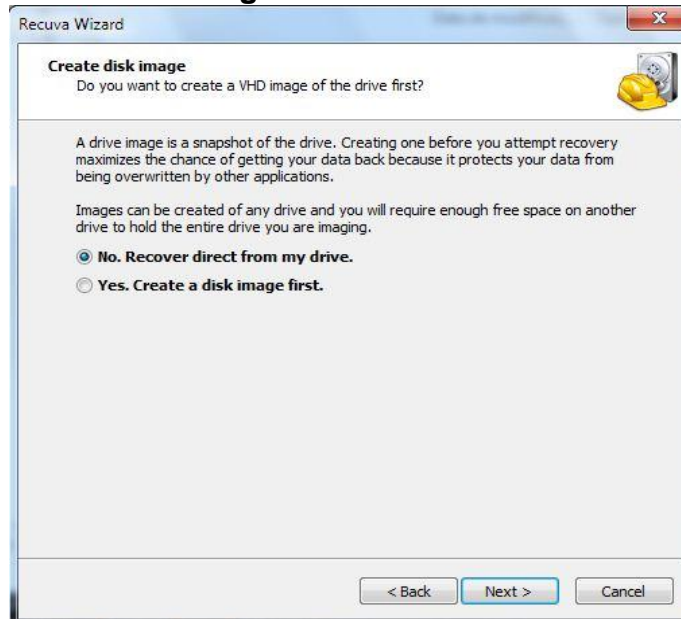 Recuva Wizard
Create disk image
Do you want to create a VHD image of the drive first?
A drive image is a snapshot of the drive. Creating one before you attempt recovery
maximizes the chance of getting your data back because it protects your data from
being overwritten by other applications.
Images can be created of any drive and you will require enough free space on another
drive to hold the entire drive you are imaging.
No. Recover direct from my drive.
Yes. Create a disk image first.
< Back Next > Cancel